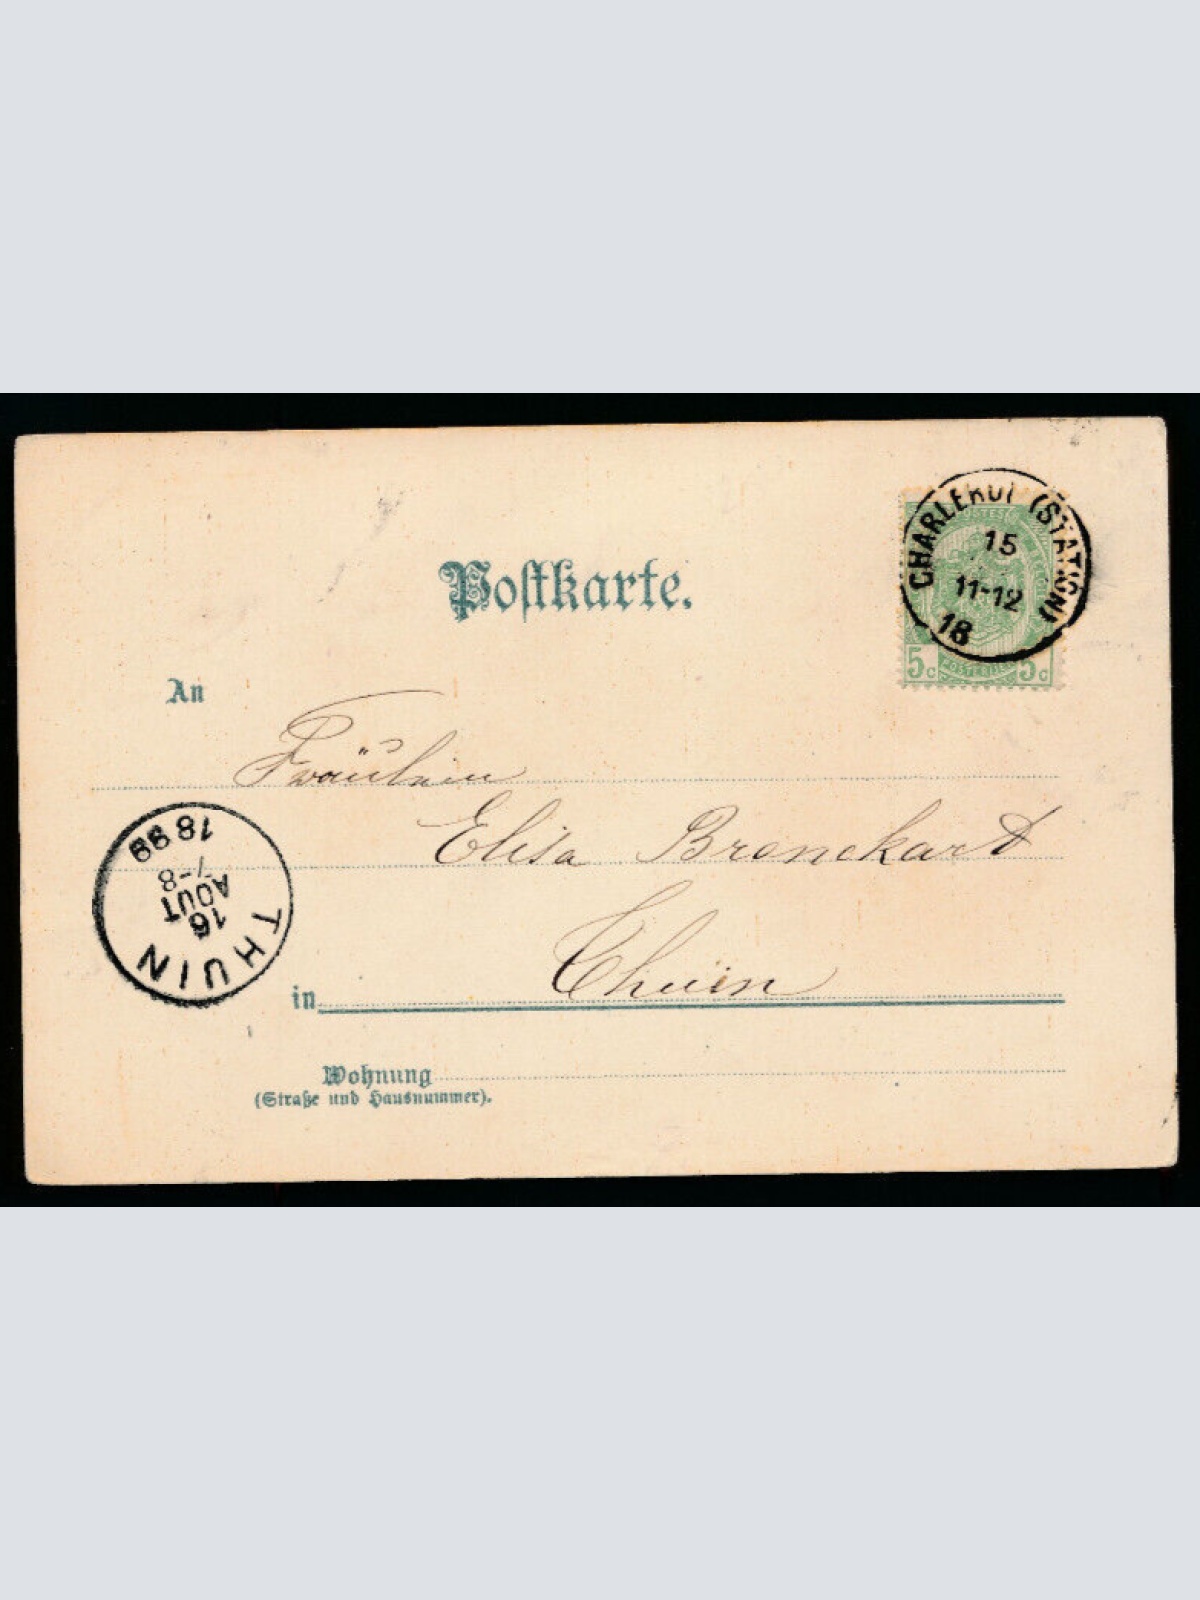 Postkarte.
CHARLEROI (STATION)
15
11-12
18
5c POSTERIJEN 5c
An
Fräulein
Elisa Bronckart
THUIN
16
AOUT
7-8
1899
in Thuin
Wohnung
(Straße und Hausnummer).